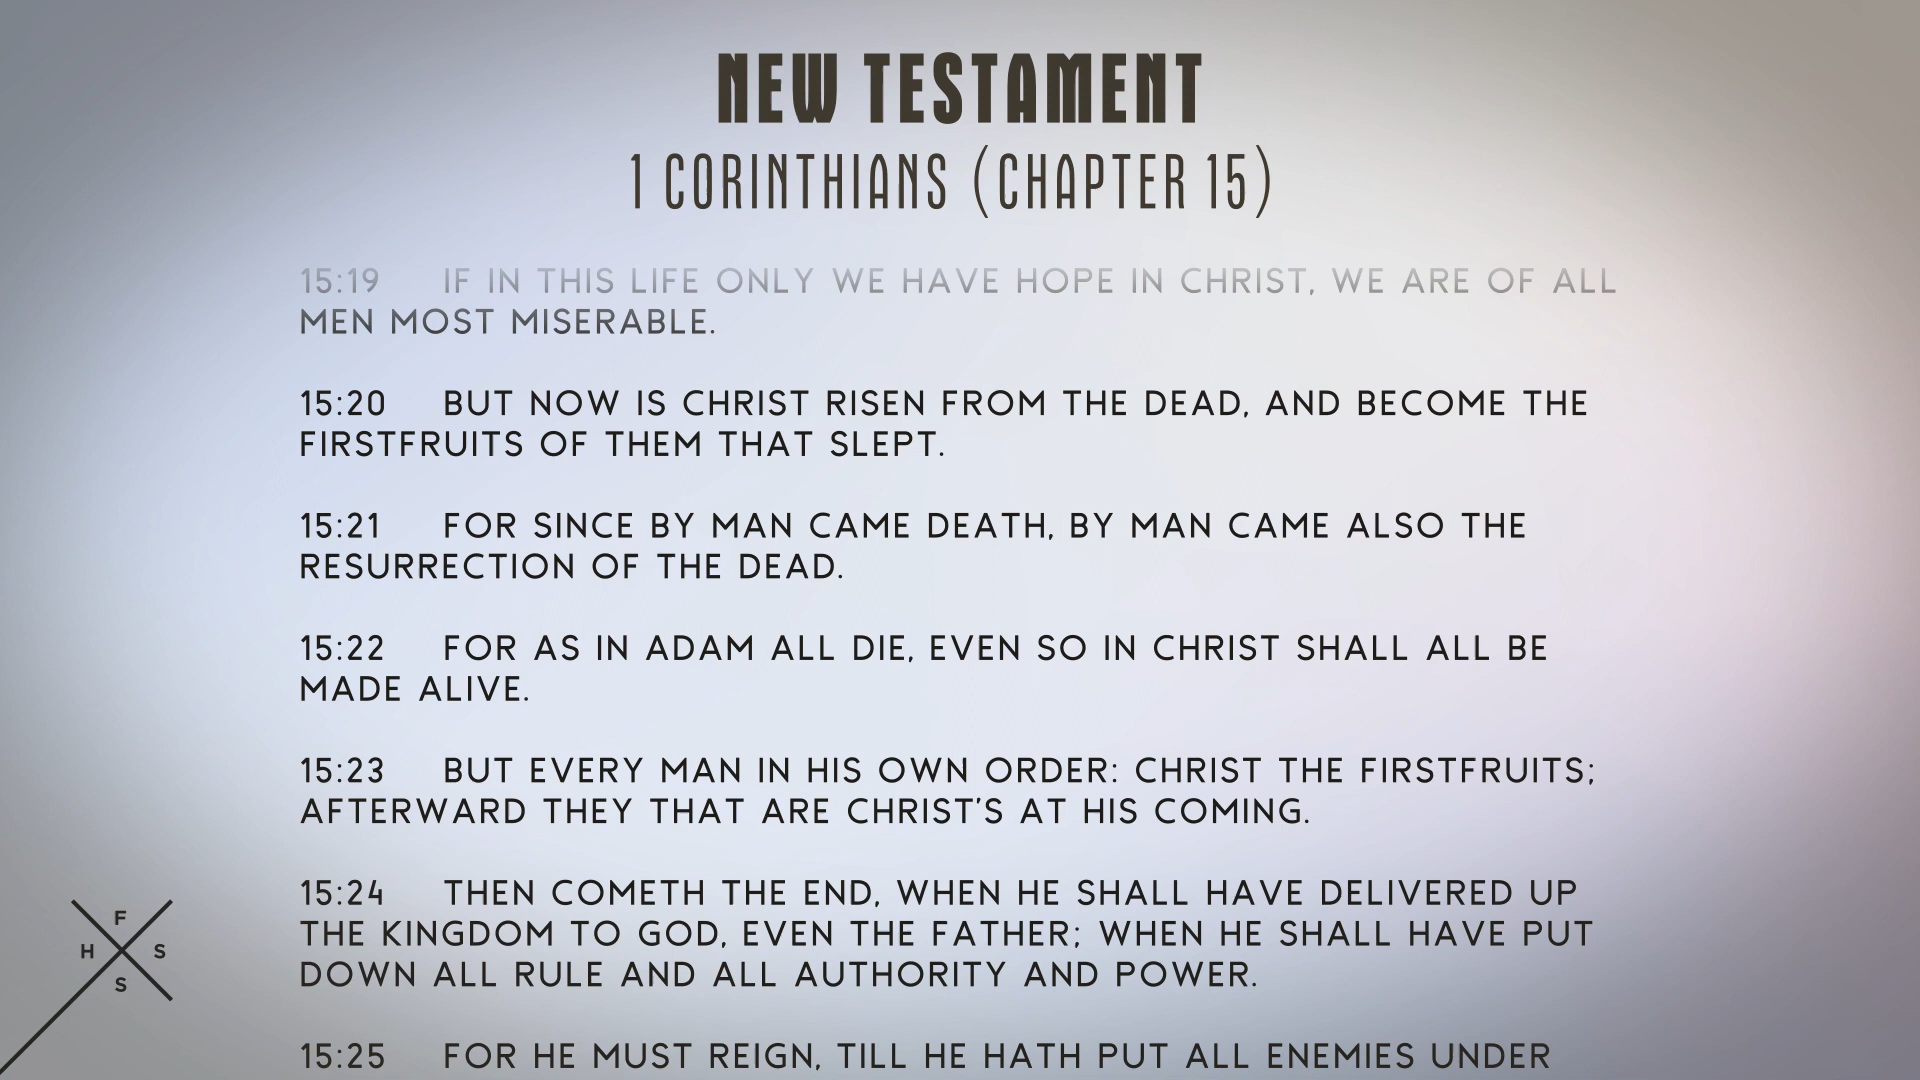 NEW TESTAMENT
1 CORINTHIANS (CHAPTER 15)
15:19 IF IN THIS LIFE ONLY WE HAVE HOPE IN CHRIST, WE ARE OF ALL
MEN MOST MISERABLE.
15:20 BUT NOW IS CHRIST RISEN FROM THE DEAD, AND BECOME THE
FIRSTFRUITS OF THEM THAT SLEPT.
15:21 FOR SINCE BY MAN CAME DEATH, BY MAN CAME ALSO THE
RESURRECTION OF THE DEAD.
15:22 FOR AS IN ADAM ALL DIE, EVEN SO IN CHRIST SHALL ALL BE
MADE ALIVE.
15:23 BUT EVERY MAN IN HIS OWN ORDER: CHRIST THE FIRSTFRUITS;
AFTERWARD THEY THAT ARE CHRIST'S AT HIS COMING.
15:24 THEN COMETH THE END, WHEN HE SHALL HAVE DELIVERED UP
THE KINGDOM TO GOD, EVEN THE FATHER; WHEN HE SHALL HAVE PUT
DOWN ALL RULE AND ALL AUTHORITY AND POWER.
15:25 FOR HE MUST REIGN, TILL HE HATH PUT ALL ENEMIES UNDER
F
H S
S